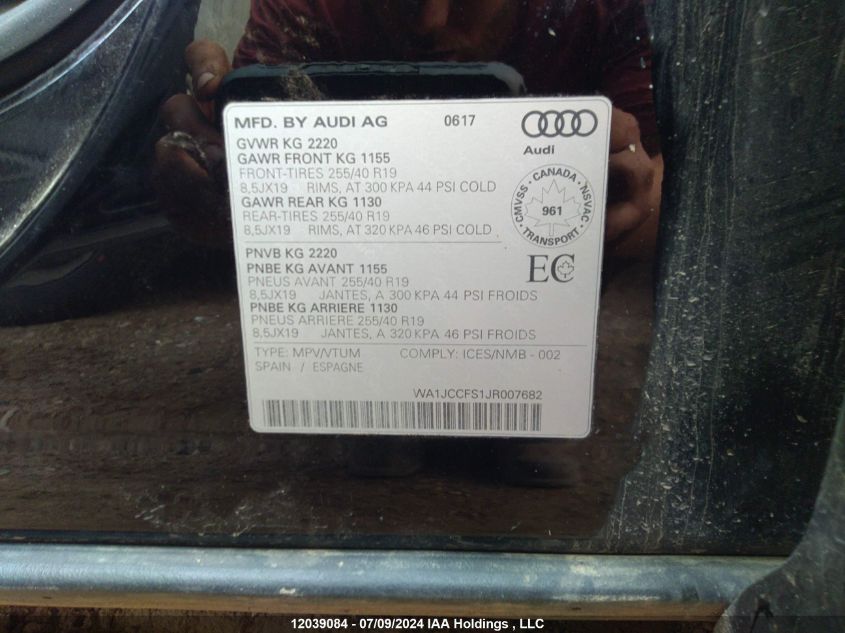 MFD. BY AUDI AG 0617
Audi
GVWR KG 2220
GAWR FRONT KG 1155
FRONT-TIRES 255/40 R19
8,5JX19 RIMS, AT 300 KPA 44 PSI COLD
GAWR REAR KG 1130
REAR-TIRES 255/40 R19
8,5JX19 RIMS, AT 320 KPA 46 PSI COLD
CMVSS - CANADA - NSVAC
961
TRANSPORT
EC
PNVB KG 2220
PNBE KG AVANT 1155
PNEUS AVANT 255/40 R19
8,5JX19 JANTES, A 300 KPA 44 PSI FROIDS
PNBE KG ARRIERE 1130
PNEUS ARRIERE 255/40 R19
8,5JX19 JANTES, A 320 KPA 46 PSI FROIDS
TYPE: MPV/VTUM COMPLY: ICES/NMB - 002
SPAIN / ESPAGNE
WA1JCCFS1JR007682
12039084 - 07/09/2024 IAA Holdings , LLC